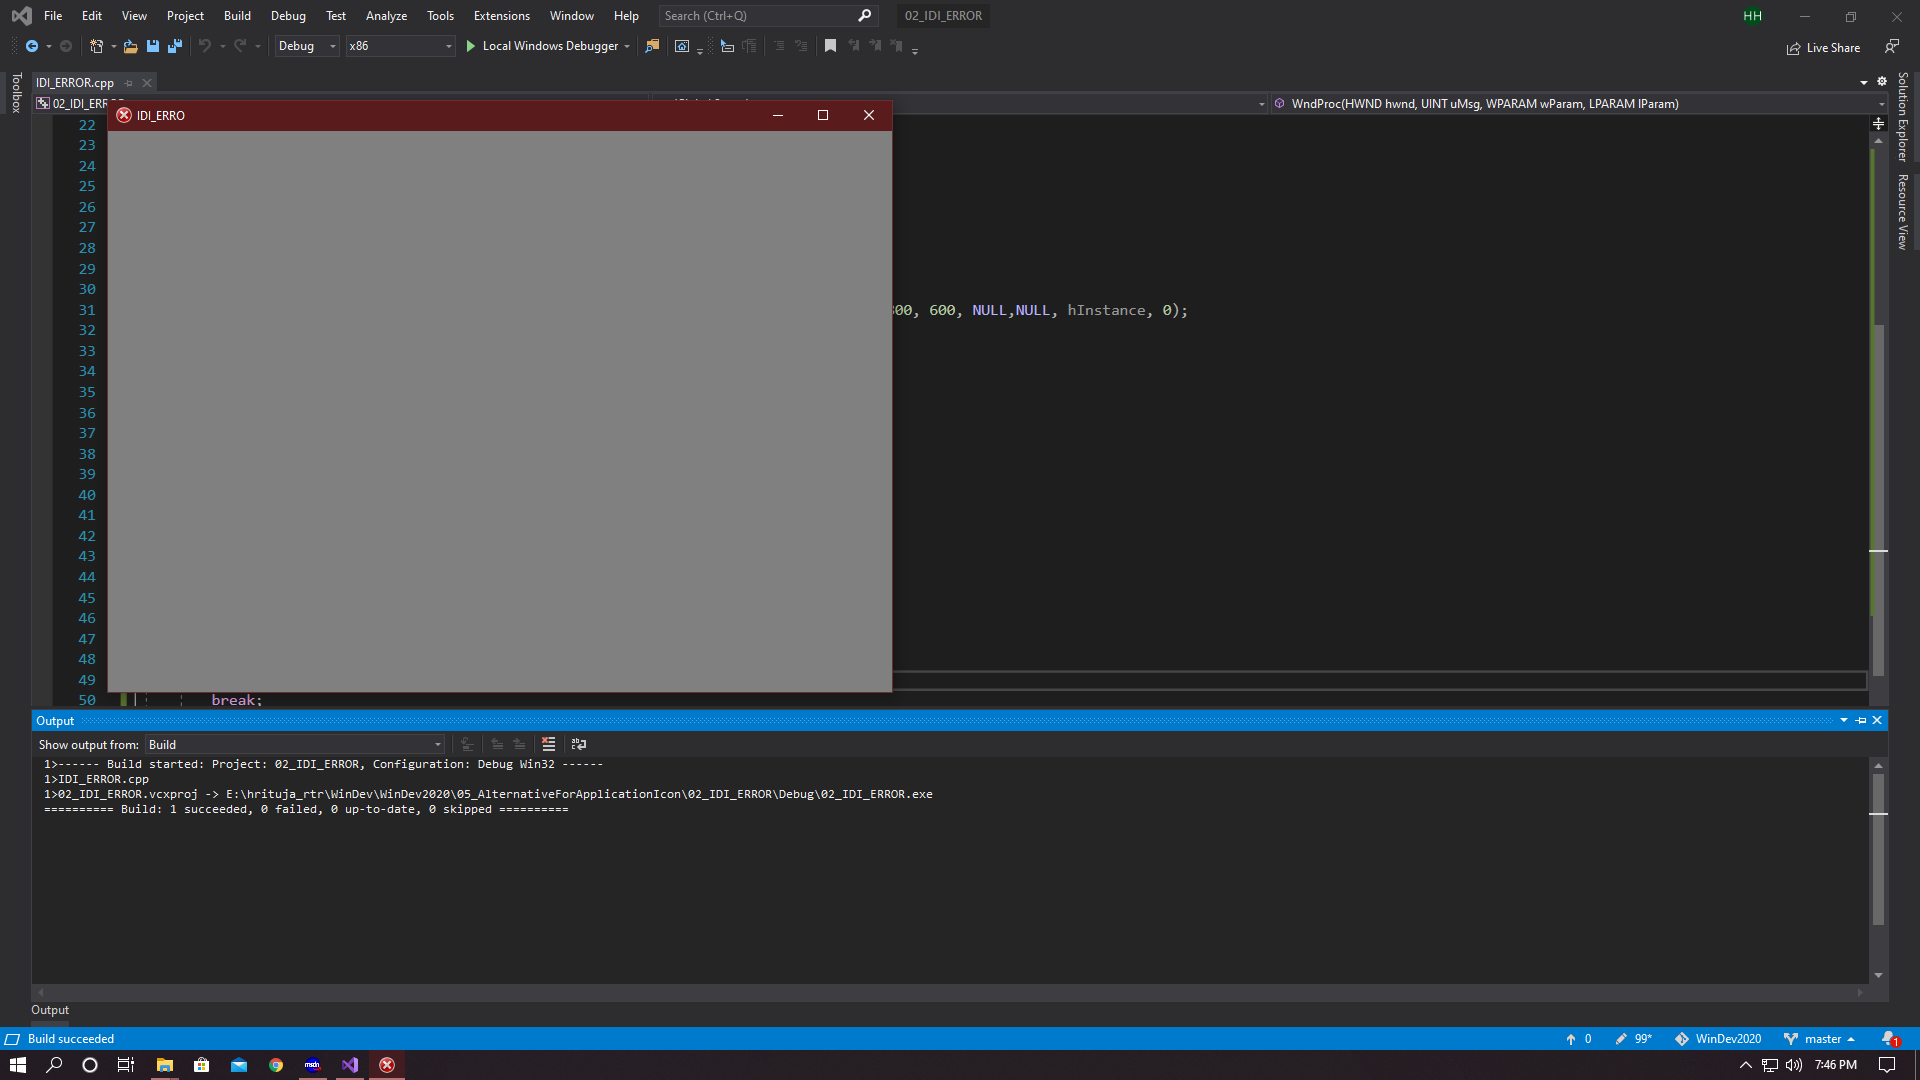 File Edit View Project Build Debug Test Analyze Tools Extensions Window Help Search (Ctrl+Q) 02_IDI_ERROR HH
Debug x86 Local Windows Debugger Live Share
Toolbox
IDI_ERROR.cpp
02_IDI_ERROR WndProc(HWND hwnd, UINT uMsg, WPARAM wParam, LPARAM lParam)
IDI_ERRO
Solution Explorer
Resource View
22
23
24
25
26
27
28
29
30
31 00, 600, NULL,NULL, hInstance, 0);
32
33
34
35
36
37
38
39
40
41
42
43
44
45
46
47
48
49
50 break;
Output
Show output from: Build
1>------ Build started: Project: 02_IDI_ERROR, Configuration: Debug Win32 ------
1>IDI_ERROR.cpp
1>02_IDI_ERROR.vcxproj -> E:\hrituja_rtr\WinDev\WinDev2020\05_AlternativeForApplicationIcon\02_IDI_ERROR\Debug\02_IDI_ERROR.exe
========== Build: 1 succeeded, 0 failed, 0 up-to-date, 0 skipped ==========
Output
Build succeeded 0 99* WinDev2020 master 1
msdn 7:46 PM